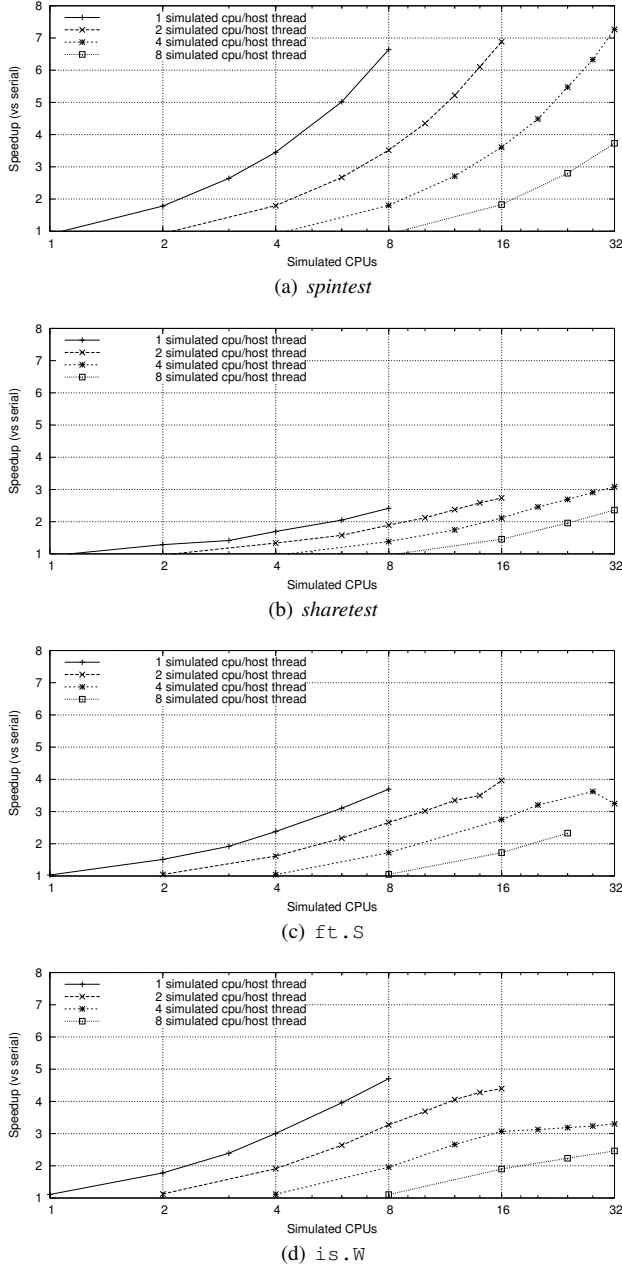 8
7
6
5
4
3
2
1
Speedup (vs serial)
1 simulated cpu/host thread
2 simulated cpu/host thread
4 simulated cpu/host thread
8 simulated cpu/host thread
1 2 4 8 16 32
Simulated CPUs
(a) spintest
8
7
6
5
4
3
2
1
Speedup (vs serial)
1 simulated cpu/host thread
2 simulated cpu/host thread
4 simulated cpu/host thread
8 simulated cpu/host thread
1 2 4 8 16 32
Simulated CPUs
(b) sharetest
8
7
6
5
4
3
2
1
Speedup (vs serial)
1 simulated cpu/host thread
2 simulated cpu/host thread
4 simulated cpu/host thread
8 simulated cpu/host thread
1 2 4 8 16 32
Simulated CPUs
(c) ft.S
8
7
6
5
4
3
2
1
Speedup (vs serial)
1 simulated cpu/host thread
2 simulated cpu/host thread
4 simulated cpu/host thread
8 simulated cpu/host thread
1 2 4 8 16 32
Simulated CPUs
(d) is.W